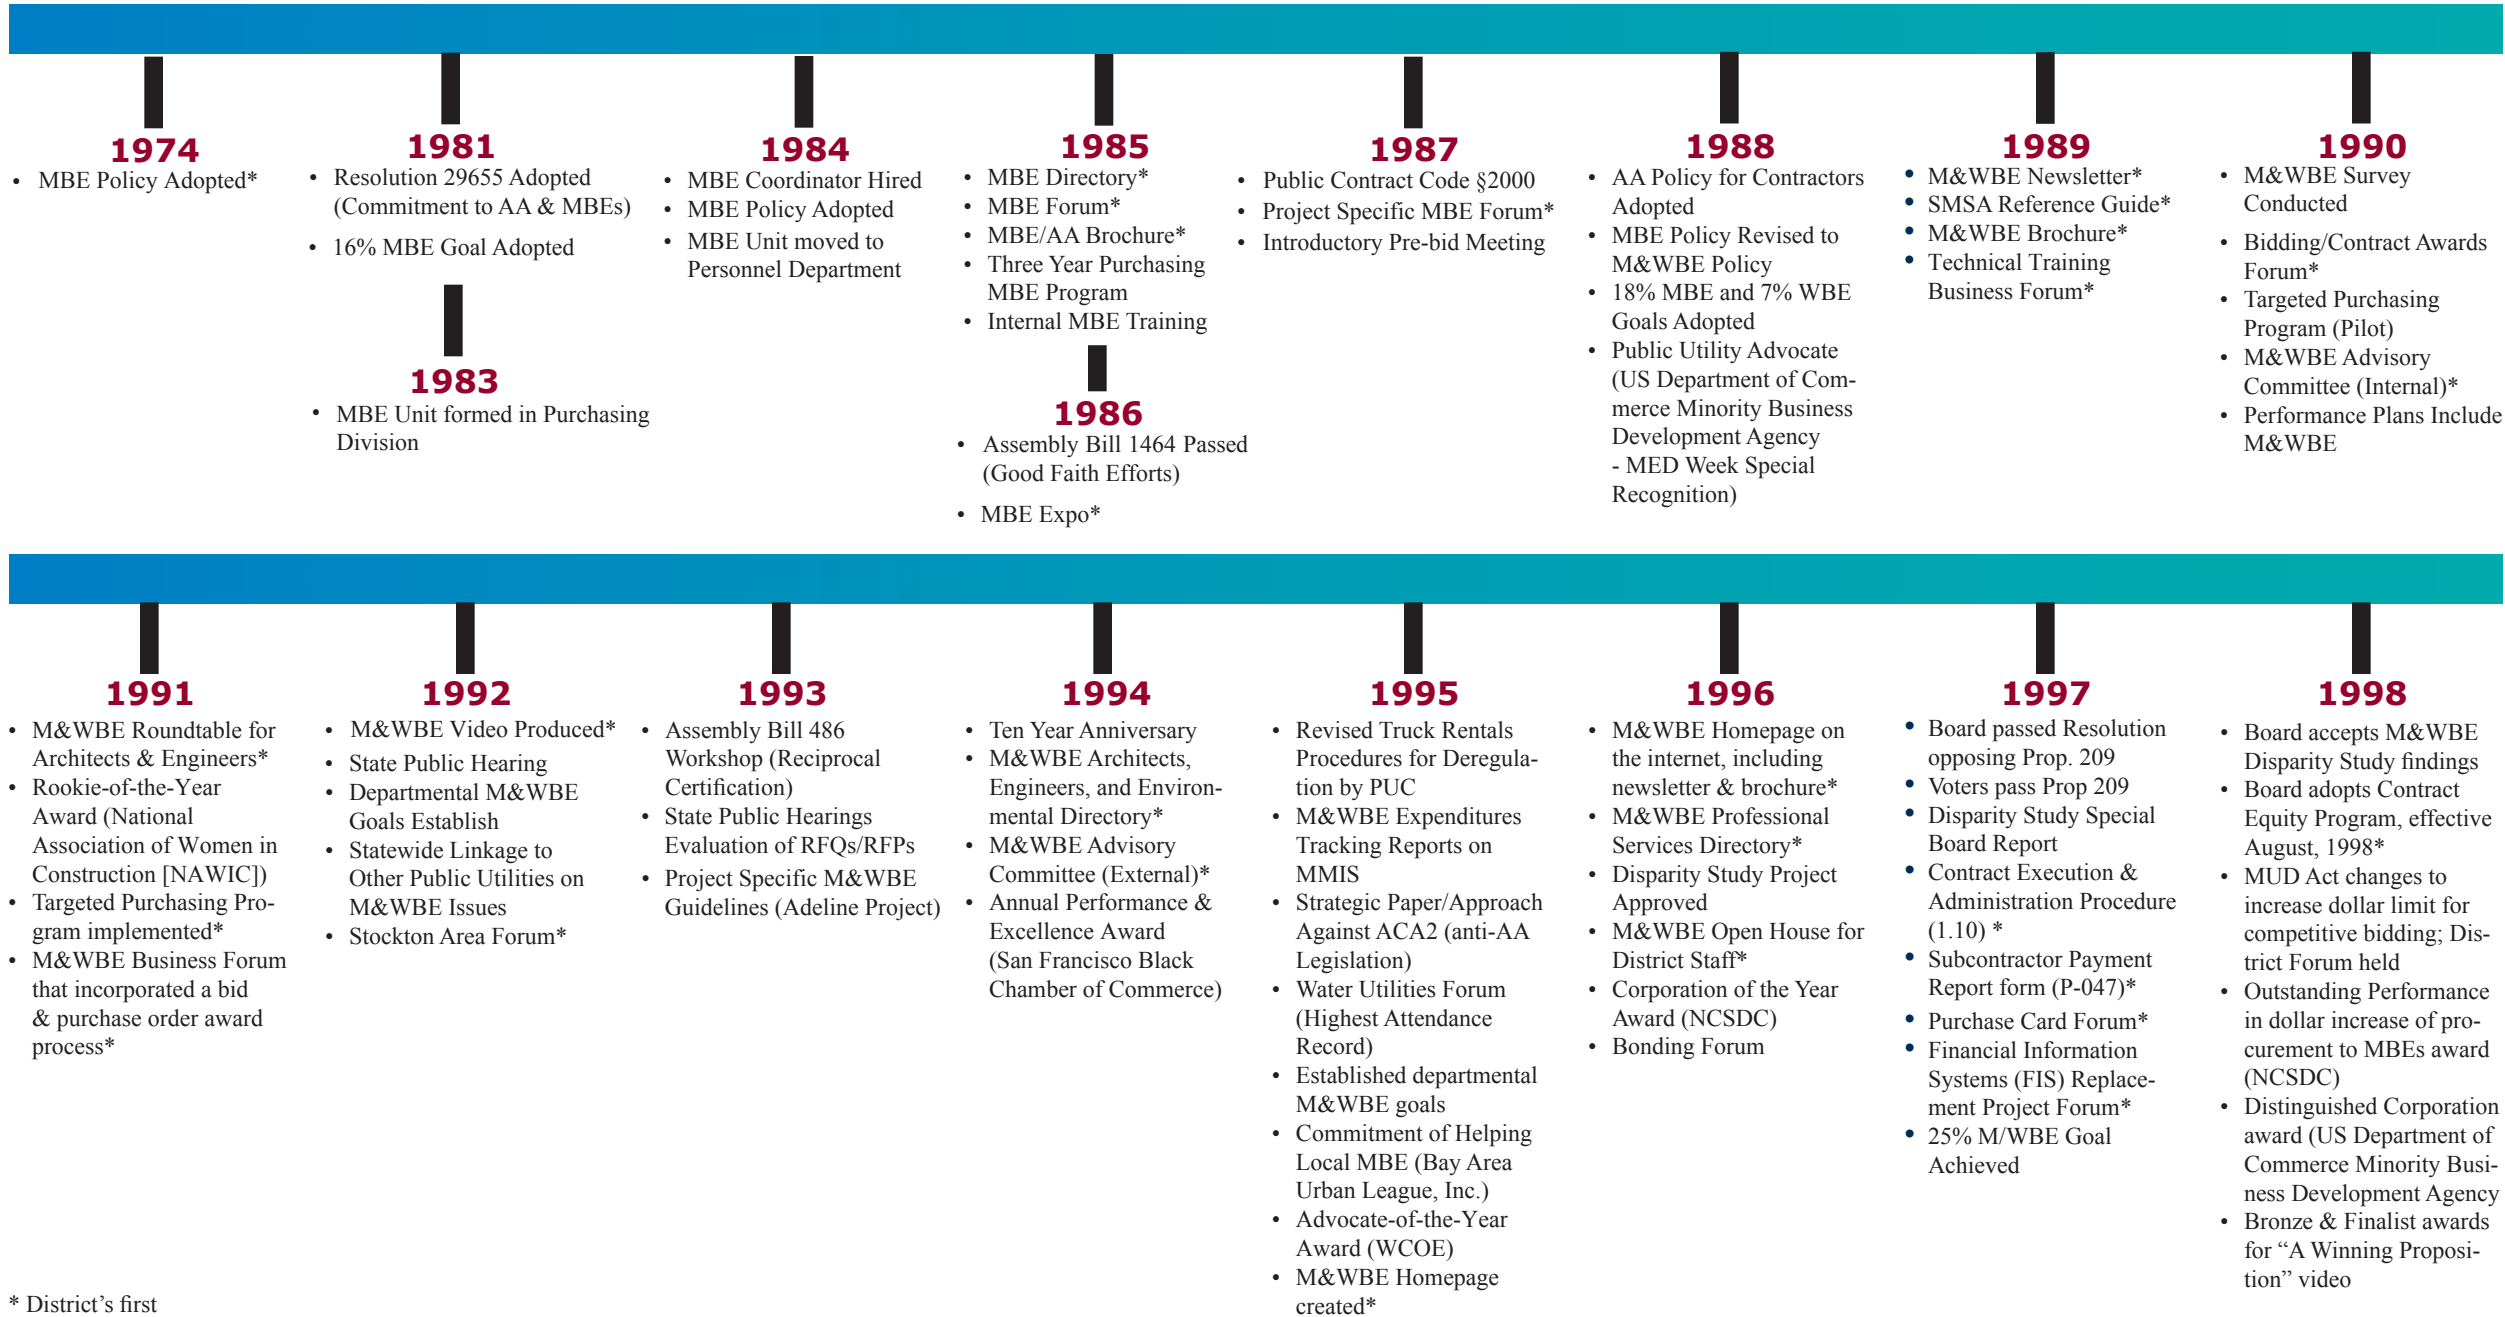 1974
• MBE Policy Adopted*
1981
• Resolution 29655 Adopted
(Commitment to AA & MBEs)
• 16% MBE Goal Adopted
1983
• MBE Unit formed in Purchasing
Division
1984
• MBE Coordinator Hired
• MBE Policy Adopted
• MBE Unit moved to
Personnel Department
1985
• MBE Directory*
• MBE Forum*
• MBE/AA Brochure*
• Three Year Purchasing
MBE Program
• Internal MBE Training
1986
• Assembly Bill 1464 Passed
(Good Faith Efforts)
• MBE Expo*
1987
• Public Contract Code §2000
• Project Specific MBE Forum*
• Introductory Pre-bid Meeting
1988
• AA Policy for Contractors
Adopted
• MBE Policy Revised to
M&WBE Policy
• 18% MBE and 7% WBE
Goals Adopted
• Public Utility Advocate
(US Department of Com-
merce Minority Business
Development Agency
- MED Week Special
Recognition)
1989
• M&WBE Newsletter*
• SMSA Reference Guide*
• M&WBE Brochure*
• Technical Training
Business Forum*
1990
• M&WBE Survey
Conducted
• Bidding/Contract Awards
Forum*
• Targeted Purchasing
Program (Pilot)
• M&WBE Advisory
Committee (Internal)*
• Performance Plans Include
M&WBE
1991
• M&WBE Roundtable for
Architects & Engineers*
• Rookie-of-the-Year
Award (National
Association of Women in
Construction [NAWIC])
• Targeted Purchasing Pro-
gram implemented*
• M&WBE Business Forum
that incorporated a bid
& purchase order award
process*
1992
• M&WBE Video Produced*
• State Public Hearing
• Departmental M&WBE
Goals Establish
• Statewide Linkage to
Other Public Utilities on
M&WBE Issues
• Stockton Area Forum*
1993
• Assembly Bill 486
Workshop (Reciprocal
Certification)
• State Public Hearings
Evaluation of RFQs/RFPs
• Project Specific M&WBE
Guidelines (Adeline Project)
1994
• Ten Year Anniversary
• M&WBE Architects,
Engineers, and Environ-
mental Directory*
• M&WBE Advisory
Committee (External)*
• Annual Performance &
Excellence Award
(San Francisco Black
Chamber of Commerce)
1995
• Revised Truck Rentals
Procedures for Deregula-
tion by PUC
• M&WBE Expenditures
Tracking Reports on
MMIS
• Strategic Paper/Approach
Against ACA2 (anti-AA
Legislation)
• Water Utilities Forum
(Highest Attendance
Record)
• Established departmental
M&WBE goals
• Commitment of Helping
Local MBE (Bay Area
Urban League, Inc.)
• Advocate-of-the-Year
Award (WCOE)
• M&WBE Homepage
created*
1996
• M&WBE Homepage on
the internet, including
newsletter & brochure*
• M&WBE Professional
Services Directory*
• Disparity Study Project
Approved
• M&WBE Open House for
District Staff*
• Corporation of the Year
Award (NCSDC)
• Bonding Forum
1997
• Board passed Resolution
opposing Prop. 209
• Voters pass Prop 209
• Disparity Study Special
Board Report
• Contract Execution &
Administration Procedure
(1.10) *
• Subcontractor Payment
Report form (P-047)*
• Purchase Card Forum*
• Financial Information
Systems (FIS) Replace-
ment Project Forum*
• 25% M/WBE Goal
Achieved
1998
• Board accepts M&WBE
Disparity Study findings
• Board adopts Contract
Equity Program, effective
August, 1998*
• MUD Act changes to
increase dollar limit for
competitive bidding; Dis-
trict Forum held
• Outstanding Performance
in dollar increase of pro-
curement to MBEs award
(NCSDC)
• Distinguished Corporation
award (US Department of
Commerce Minority Busi-
ness Development Agency
• Bronze & Finalist awards
for “A Winning Proposi-
tion” video
* District’s first